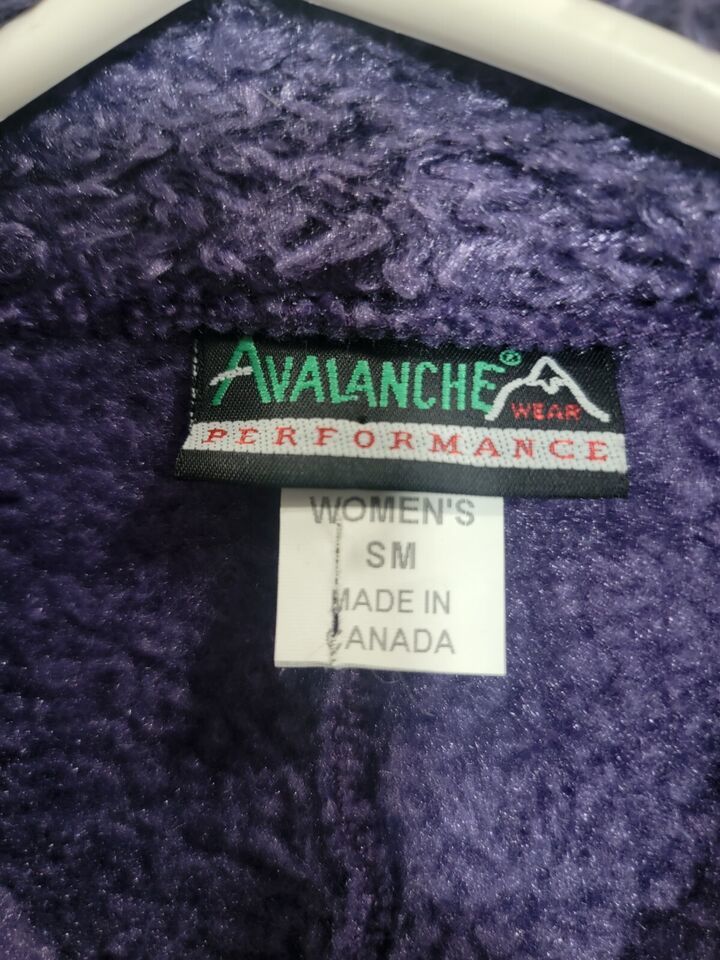 AVALANCHE®
WEAR
PERFORMANCE
WOMEN'S
SM
MADE IN
CANADA